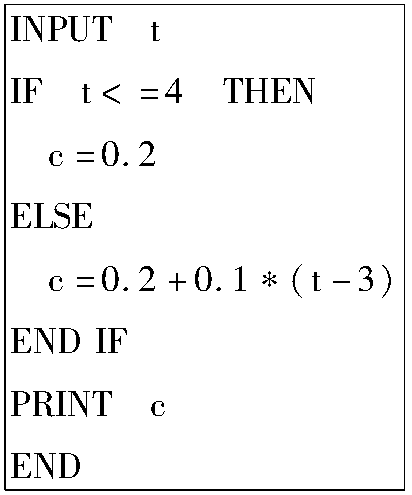 INPUT t
IF t< =4 THEN
c=0.2
ELSE
c=0.2+0.1*(t-3)
END IF
PRINT c
END